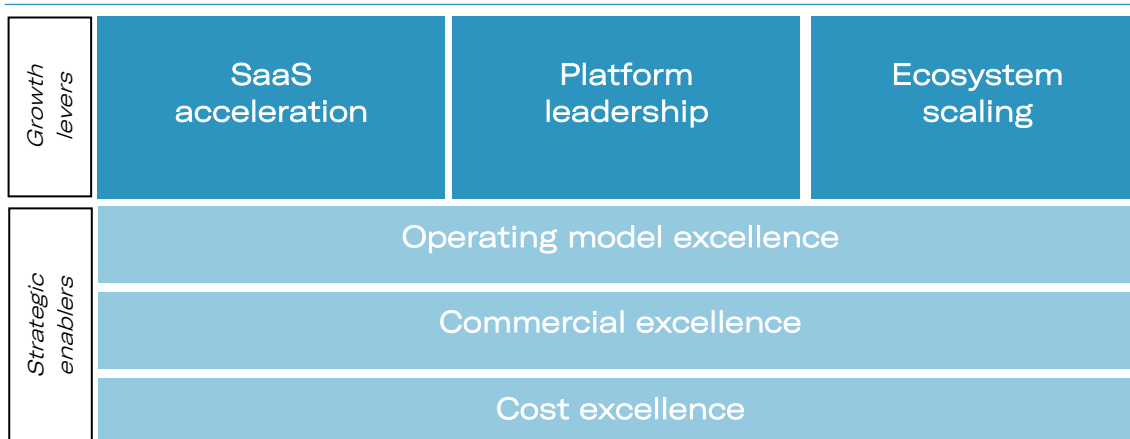 Growth
levers
SaaS
acceleration
Platform
leadership
Ecosystem
scaling
Strategic
enablers
Operating model excellence
Commercial excellence
Cost excellence